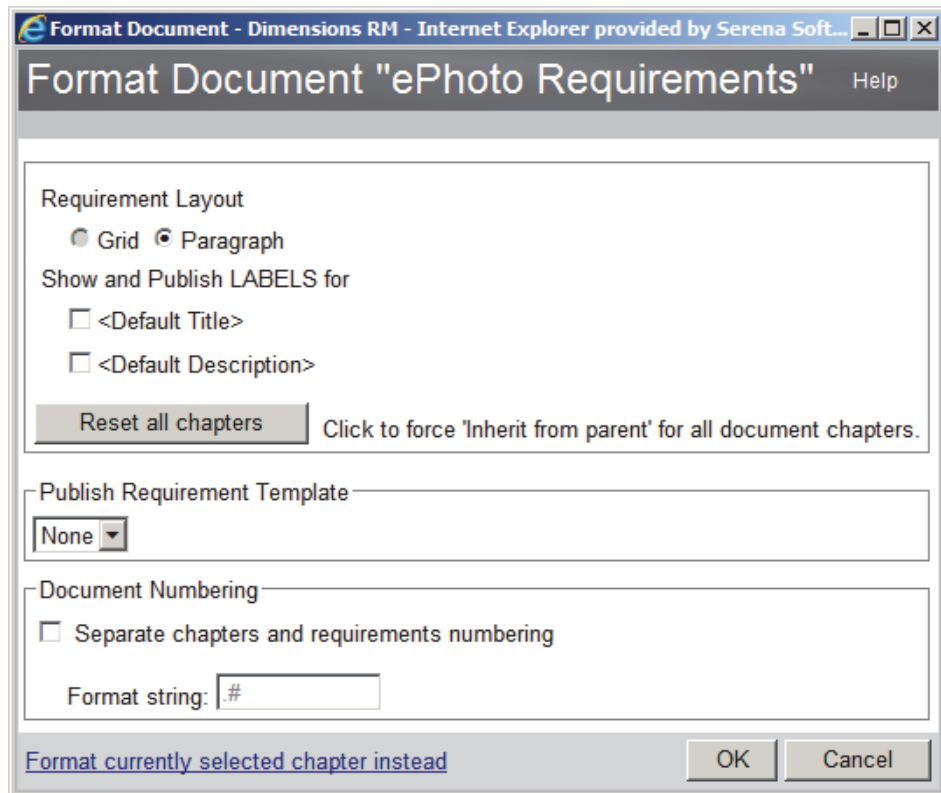 Format Document - Dimensions RM - Internet Explorer provided by Serena Soft...
Format Document "ePhoto Requirements" Help
Requirement Layout
Grid Paragraph
Show and Publish LABELS for
<Default Title>
<Default Description>
Reset all chapters Click to force 'Inherit from parent' for all document chapters.
Publish Requirement Template
None
Document Numbering
Separate chapters and requirements numbering
Format string: .#
Format currently selected chapter instead OK Cancel